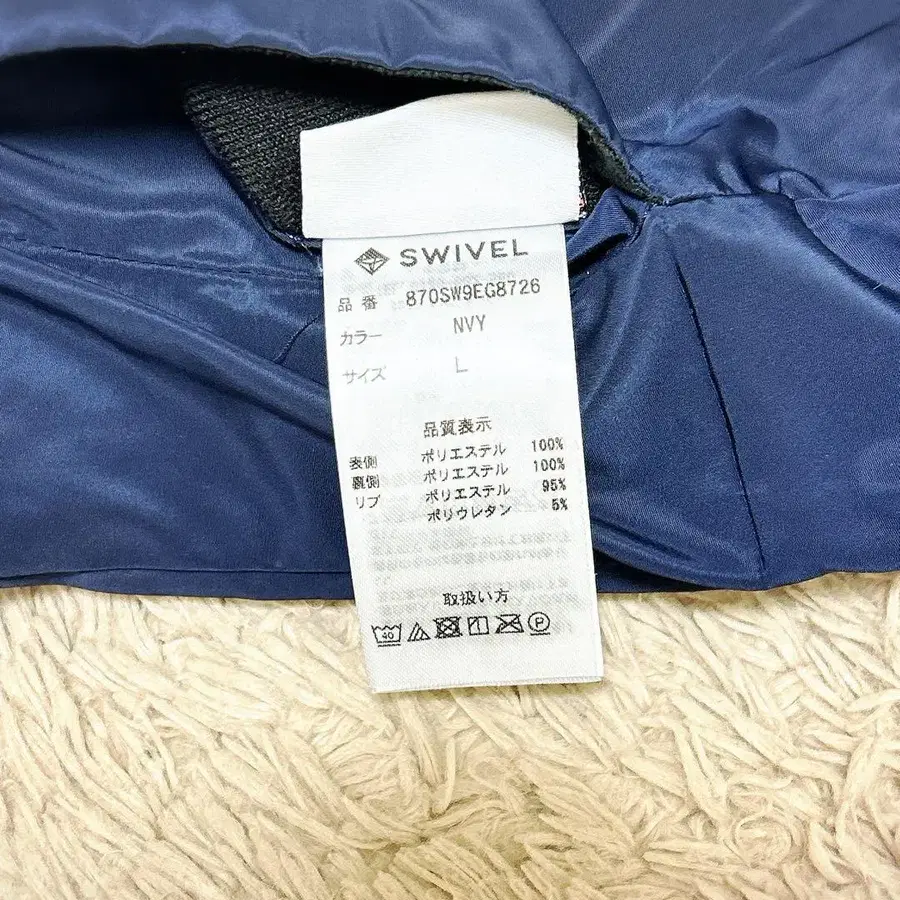 SWIVEL
品番 870SW9EG8726
カラー NVY
サイズ L
品質表示
表側 ポリエステル 100%
裏側 ポリエステル 100%
リブ ポリエステル 95%
ポリウレタン 5%
取扱い方
40
P